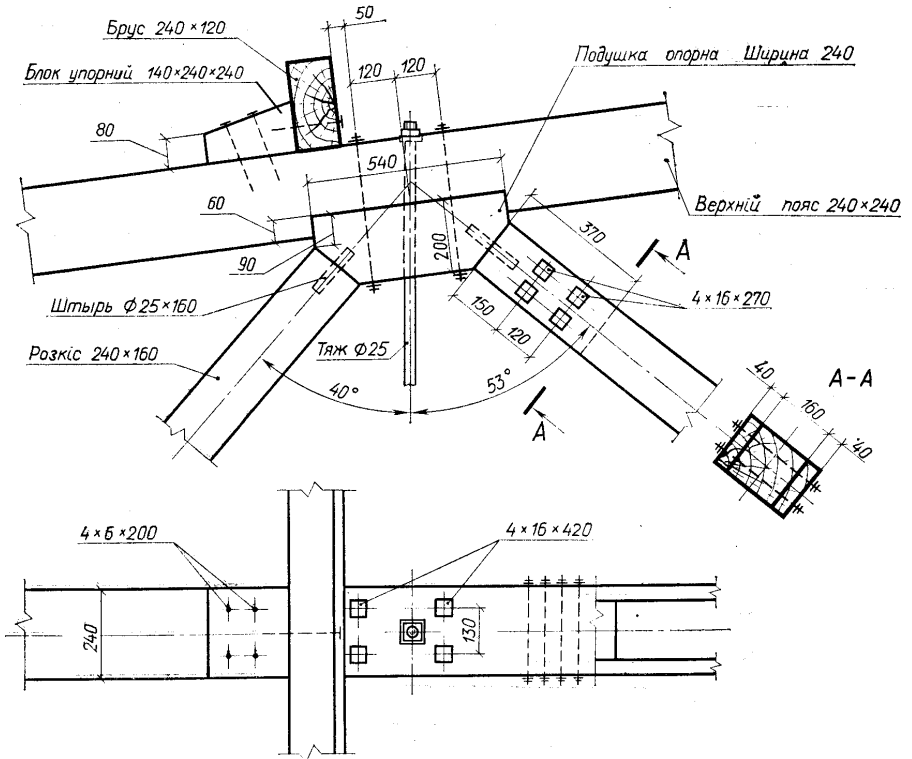 50
Брус 240×120
Блок упорний 140×240×240
120
120
Подушка опорна Ширина 240
80
540
60
90
200
370
Верхній пояс 240×240
А
Штырь Ф25×160
4×16×270
150
120
Розкіс 240×160
Тяж Ф25
40°
53°
А
А-А
40
160
40
4×6×200
4×16×420
240
130